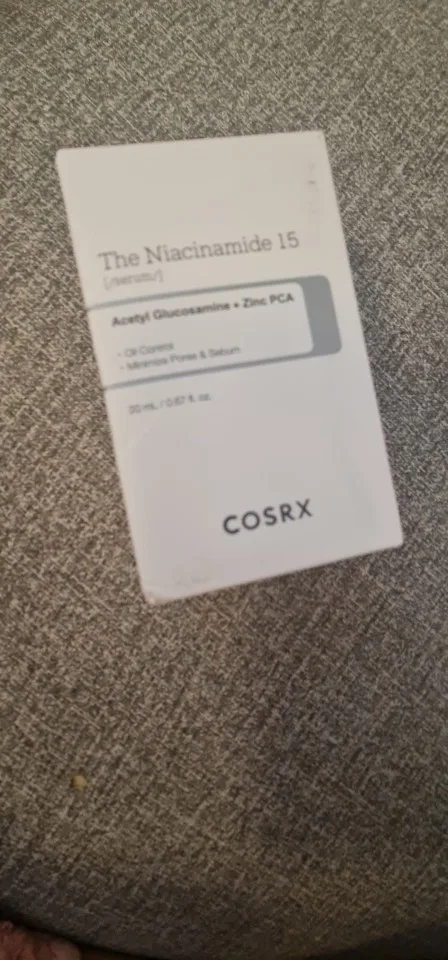 The Niacinamide 15
[/serum/]
Acetyl Glucosamine + Zinc PCA
- Oil Control
- Minimize Pores & Sebum
20 mL / 0.67 fl. oz.
COSRX